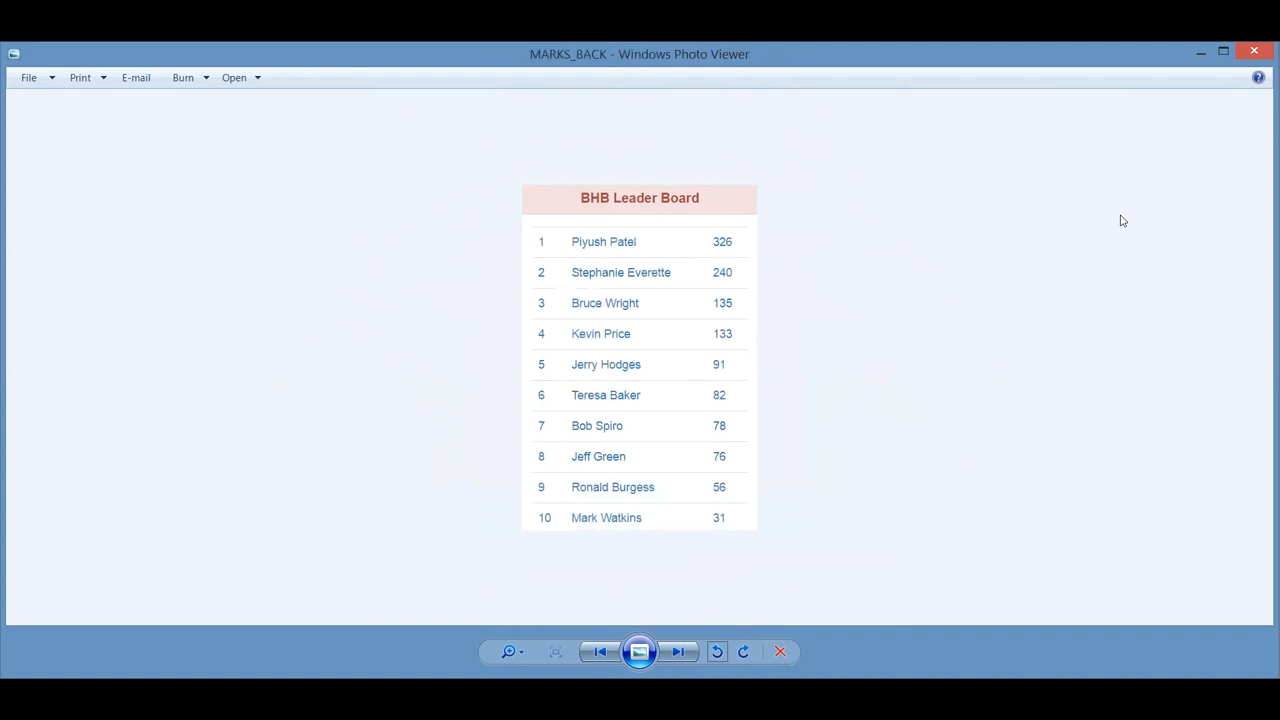 MARKS_BACK - Windows Photo Viewer
File Print E-mail Burn Open
BHB Leader Board
1 Piyush Patel 326
2 Stephanie Everette 240
3 Bruce Wright 135
4 Kevin Price 133
5 Jerry Hodges 91
6 Teresa Baker 82
7 Bob Spiro 78
8 Jeff Green 76
9 Ronald Burgess 56
10 Mark Watkins 31